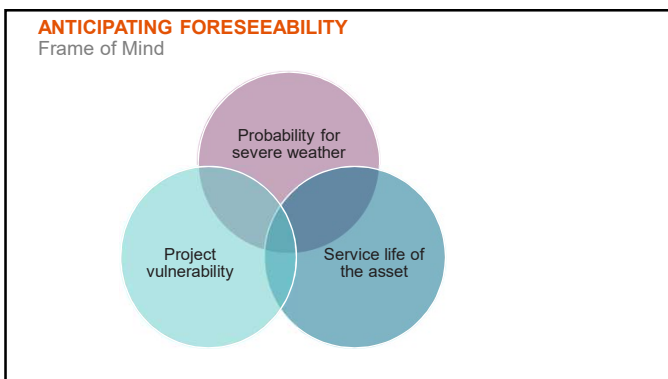 ANTICIPATING FORESEEABILITY
Frame of Mind
Probability for
severe weather
Project
vulnerability
Service life of
the asset